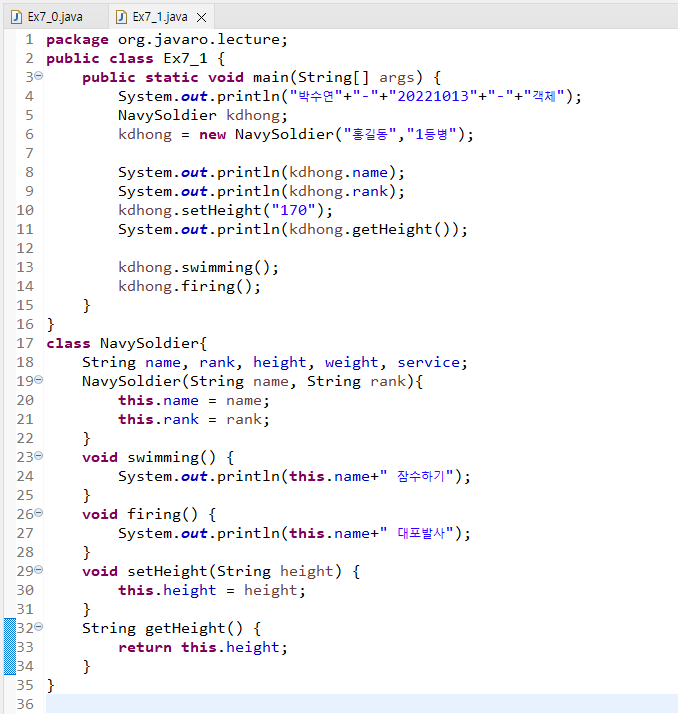 Ex7_0.java Ex7_1.java
1 package org.javaro.lecture;
2 public class Ex7_1 {
3 public static void main(String[] args) {
4 System.out.println("박수연"+"-"+"20221013"+"-"+"객체");
5 NavySoldier kdhong;
6 kdhong = new NavySoldier("홍길동","1등병");
7
8 System.out.println(kdhong.name);
9 System.out.println(kdhong.rank);
10 kdhong.setHeight("170");
11 System.out.println(kdhong.getHeight());
12
13 kdhong.swimming();
14 kdhong.firing();
15 }
16 }
17 class NavySoldier{
18 String name, rank, height, weight, service;
19 NavySoldier(String name, String rank){
20 this.name = name;
21 this.rank = rank;
22 }
23 void swimming() {
24 System.out.println(this.name+" 잠수하기");
25 }
26 void firing() {
27 System.out.println(this.name+" 대포발사");
28 }
29 void setHeight(String height) {
30 this.height = height;
31 }
32 String getHeight() {
33 return this.height;
34 }
35 }
36